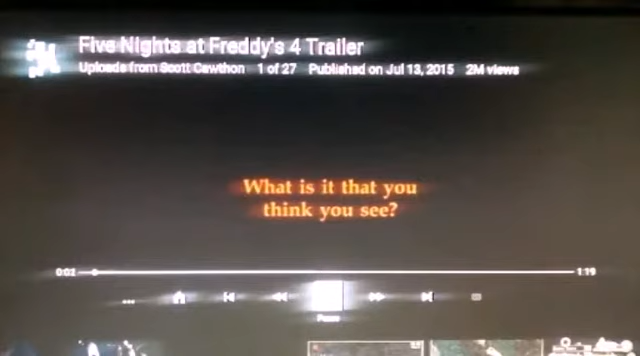 Five Nights at Freddy's 4 Trailer
Uploads from Scott Cawthon 1 of 27 Published on Jul 13, 2015 2M views
What is it that you
think you see?
0:02
1:19
Pause